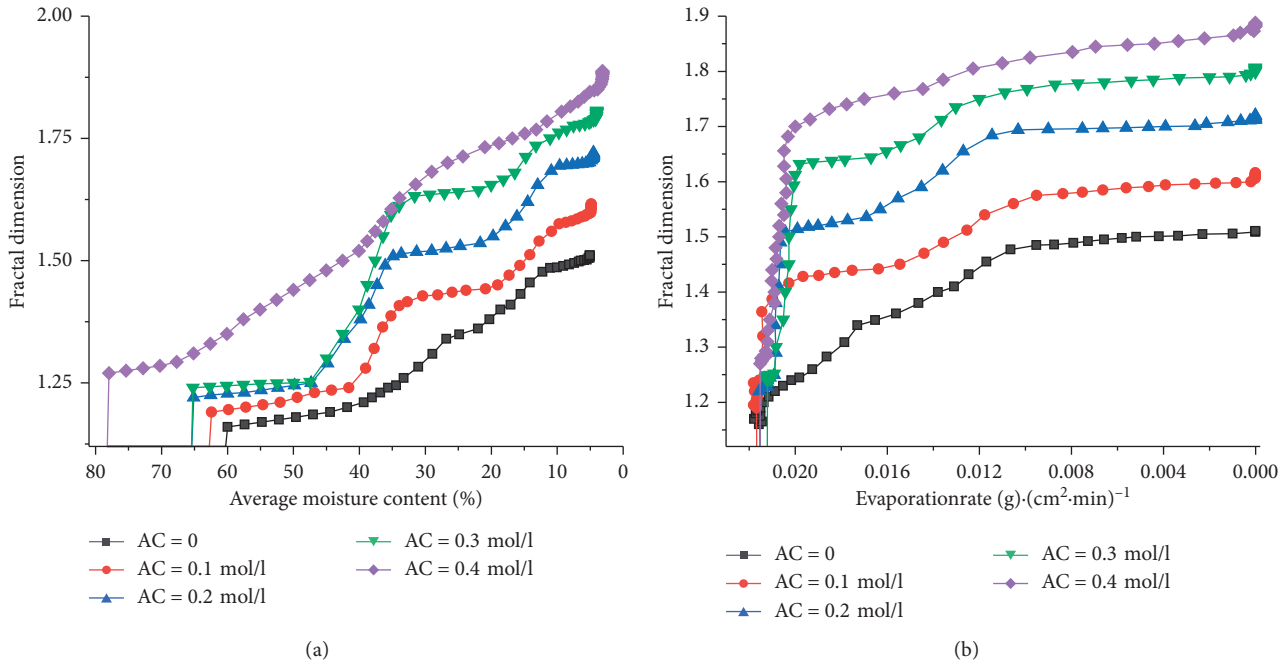 2.00
1.75
1.50
1.25
Fractal dimension
80 70 60 50 40 30 20 10 0
Average moisture content (%)
AC = 0
AC = 0.1 mol/l
AC = 0.2 mol/l
AC = 0.3 mol/l
AC = 0.4 mol/l
(a)
1.9
1.8
1.7
1.6
1.5
1.4
1.3
1.2
Fractal dimension
0.020 0.016 0.012 0.008 0.004 0.000
Evaporationrate (g)·(cm²·min)⁻¹
AC = 0
AC = 0.1 mol/l
AC = 0.2 mol/l
AC = 0.3 mol/l
AC = 0.4 mol/l
(b)